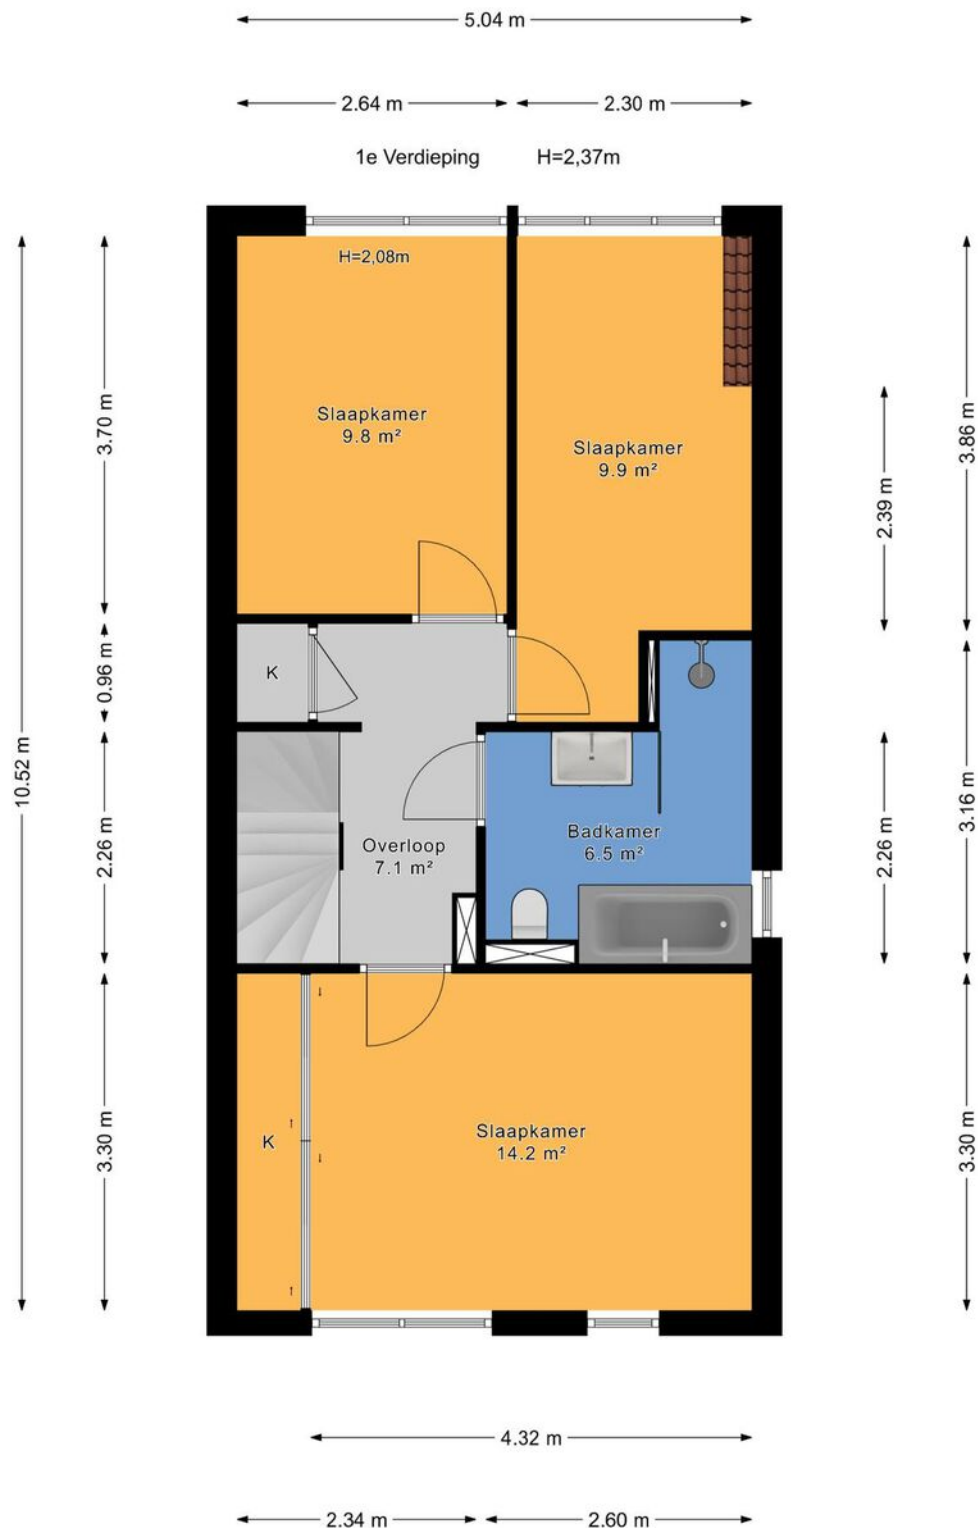 5.04 m
2.64 m
2.30 m
1e Verdieping H=2,37m
H=2,08m
Slaapkamer
9.8 m²
Slaapkamer
9.9 m²
3.70 m
3.86 m
2.39 m
0.96 m
K
10.52 m
2.26 m
Overloop
7.1 m²
Badkamer
6.5 m²
2.26 m
3.16 m
3.30 m
K
Slaapkamer
14.2 m²
3.30 m
4.32 m
2.34 m
2.60 m